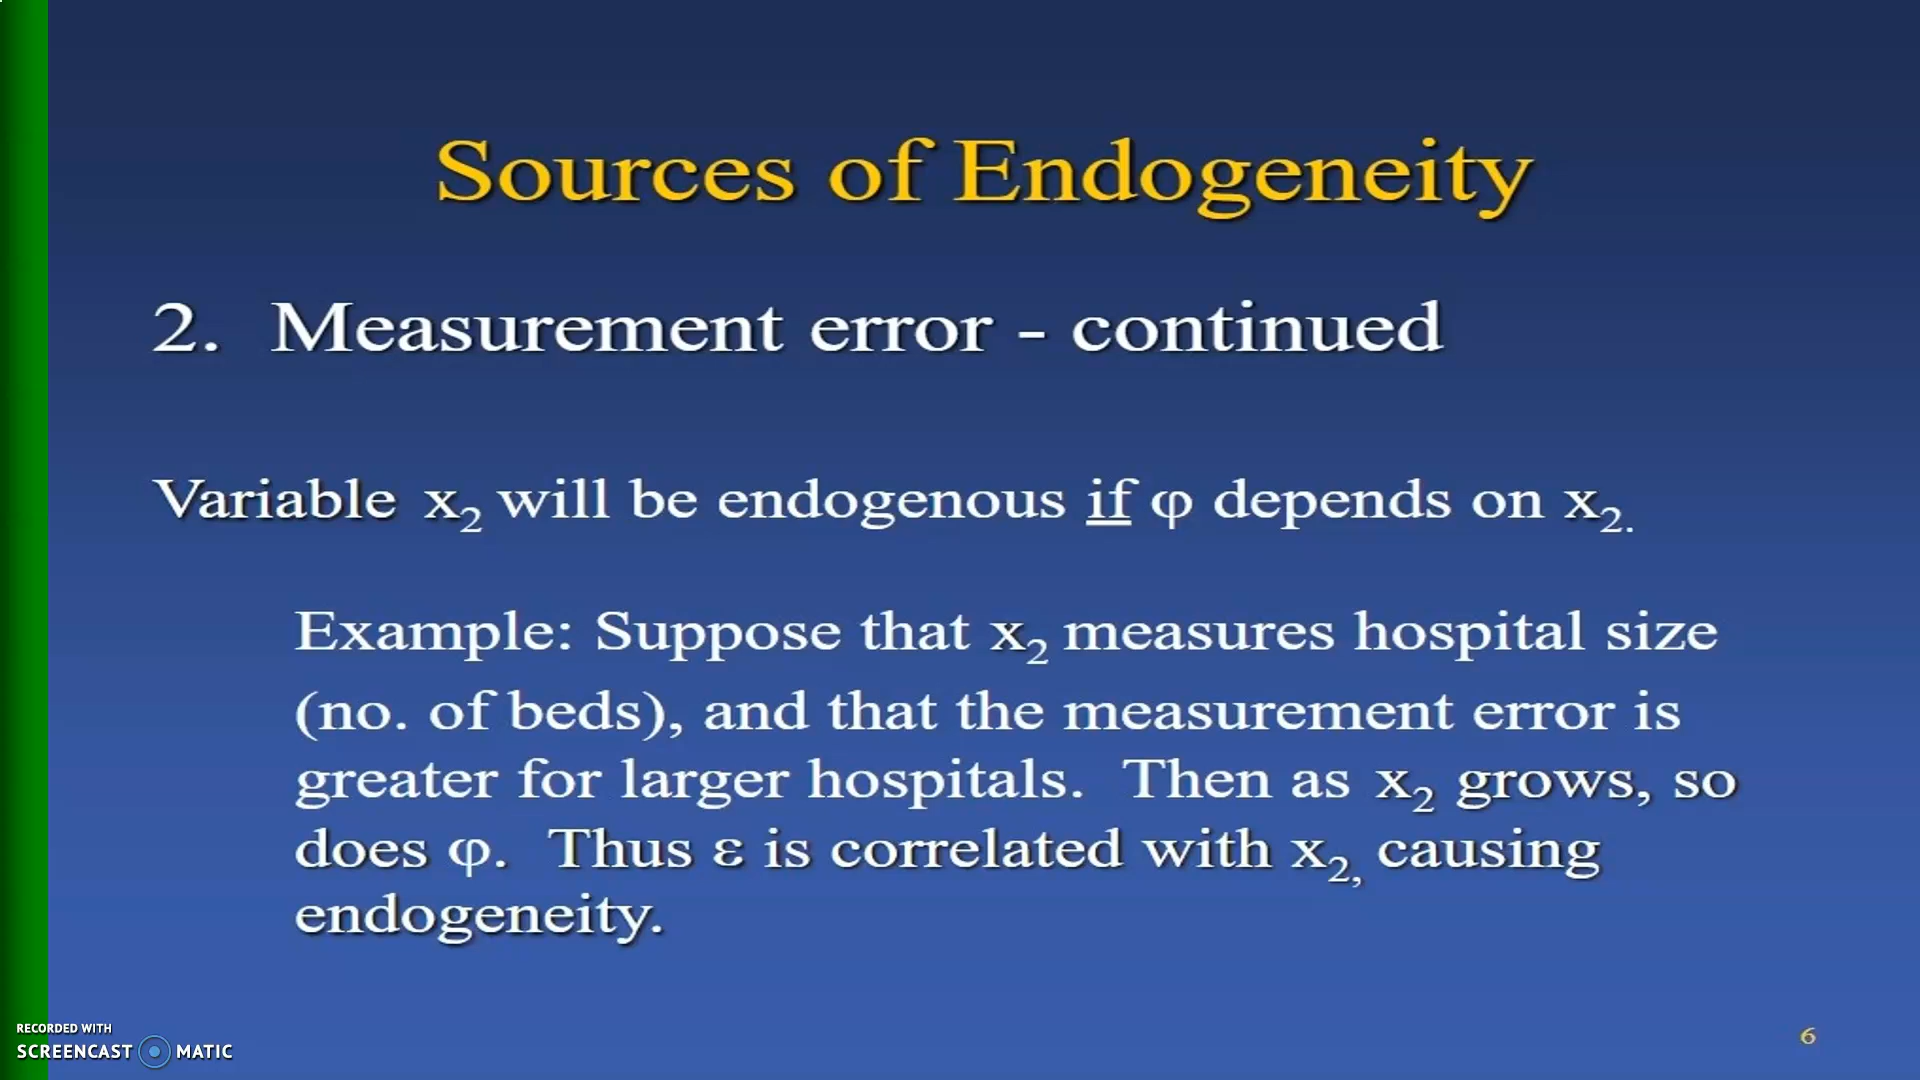 Sources of Endogeneity
2. Measurement error - continued
Variable x₂ will be endogenous if φ depends on x₂.
Example: Suppose that x₂ measures hospital size
(no. of beds), and that the measurement error is
greater for larger hospitals. Then as x₂ grows, so
does φ. Thus ε is correlated with x₂, causing
endogeneity.
RECORDED WITH
SCREENCAST MATIC
6